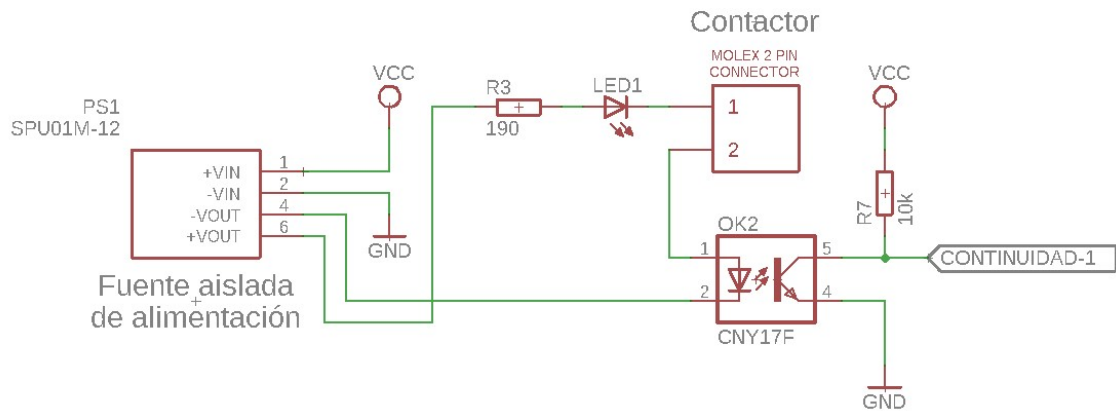 Contactor
MOLEX 2 PIN
CONNECTOR
VCC
R3
LED1
VCC
PS1
SPU01M-12
190
1
2
+VIN
1
-VIN
2
-VOUT
4
+VOUT
6
R7
10k
GND
OK2
1
5
CONTINUIDAD-1
2
4
Fuente aislada
de alimentación
CNY17F
GND